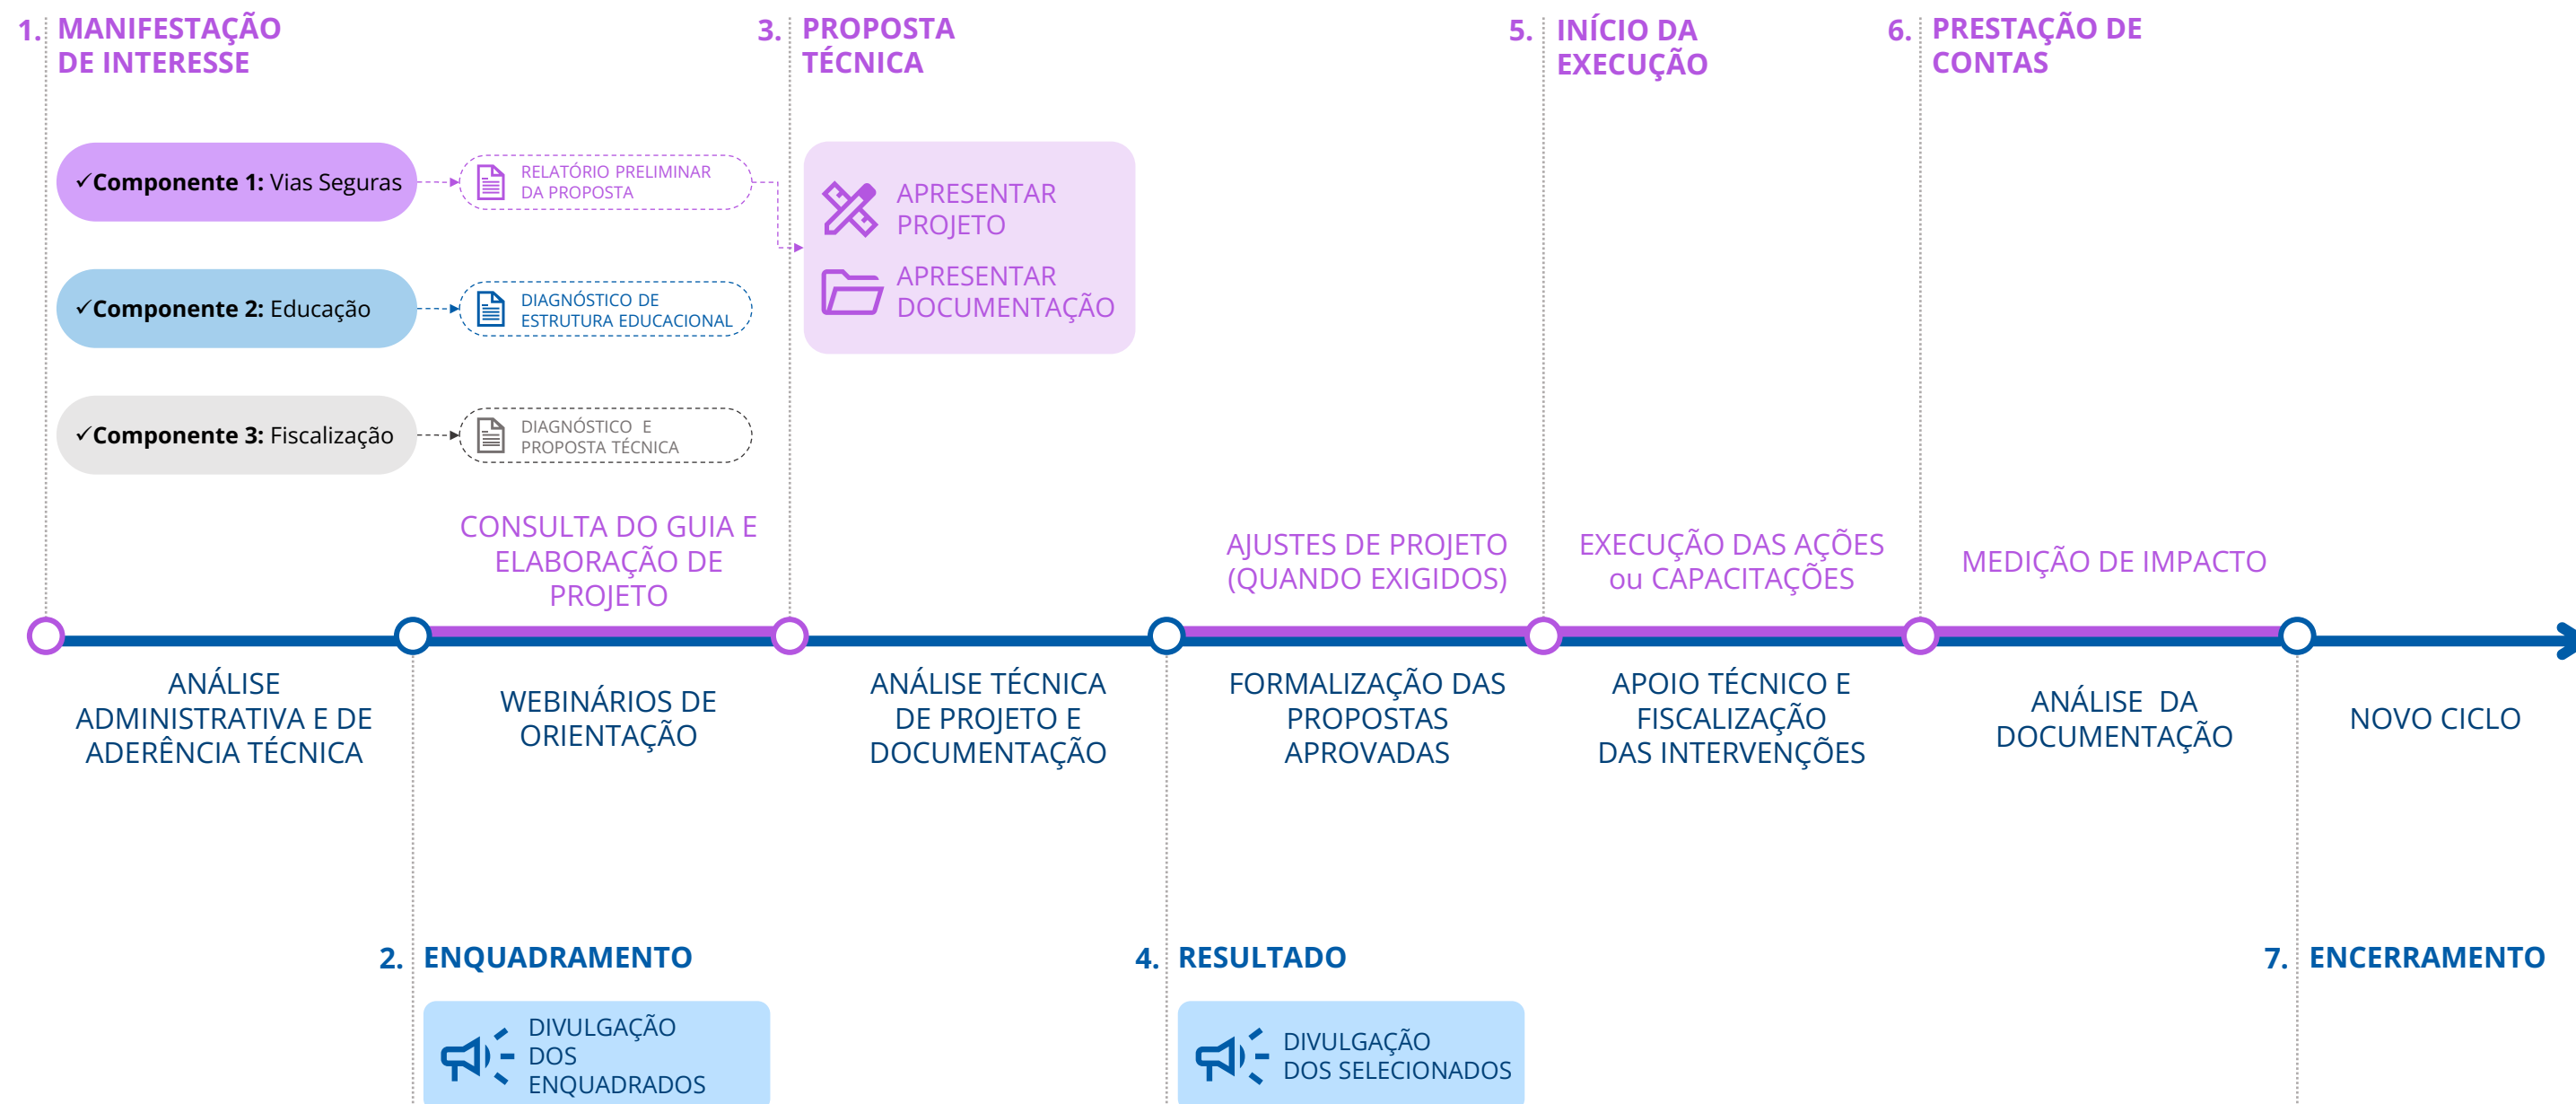 1. MANIFESTAÇÃO
DE INTERESSE
3. PROPOSTA
TÉCNICA
5. INÍCIO DA
EXECUÇÃO
6. PRESTAÇÃO DE
CONTAS
✓Componente 1: Vias Seguras
RELATÓRIO PRELIMINAR
DA PROPOSTA
APRESENTAR
PROJETO
APRESENTAR
DOCUMENTAÇÃO
✓Componente 2: Educação
DIAGNÓSTICO DE
ESTRUTURA EDUCACIONAL
✓Componente 3: Fiscalização
DIAGNÓSTICO E
PROPOSTA TÉCNICA
CONSULTA DO GUIA E
ELABORAÇÃO DE
PROJETO
AJUSTES DE PROJETO
(QUANDO EXIGIDOS)
EXECUÇÃO DAS AÇÕES
ou CAPACITAÇÕES
MEDIÇÃO DE IMPACTO
ANÁLISE
ADMINISTRATIVA E DE
ADERÊNCIA TÉCNICA
WEBINÁRIOS DE
ORIENTAÇÃO
ANÁLISE TÉCNICA
DE PROJETO E
DOCUMENTAÇÃO
FORMALIZAÇÃO DAS
PROPOSTAS
APROVADAS
APOIO TÉCNICO E
FISCALIZAÇÃO
DAS INTERVENÇÕES
ANÁLISE DA
DOCUMENTAÇÃO
NOVO CICLO
2. ENQUADRAMENTO
DIVULGAÇÃO
DOS
ENQUADRADOS
4. RESULTADO
DIVULGAÇÃO
DOS SELECIONADOS
7. ENCERRAMENTO